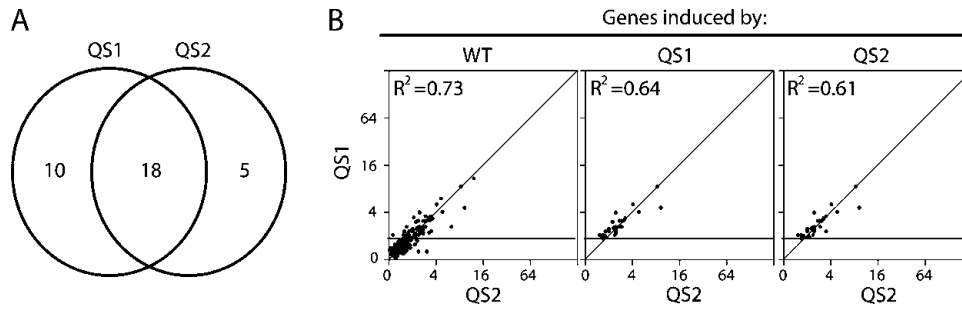 A
QS1 QS2
10 18 5
B
Genes induced by:
WT QS1 QS2
R²=0.73 R²=0.64 R²=0.61
QS1
64
16
4
0
0 4 16 64 0 4 16 64 0 4 16 64
QS2 QS2 QS2